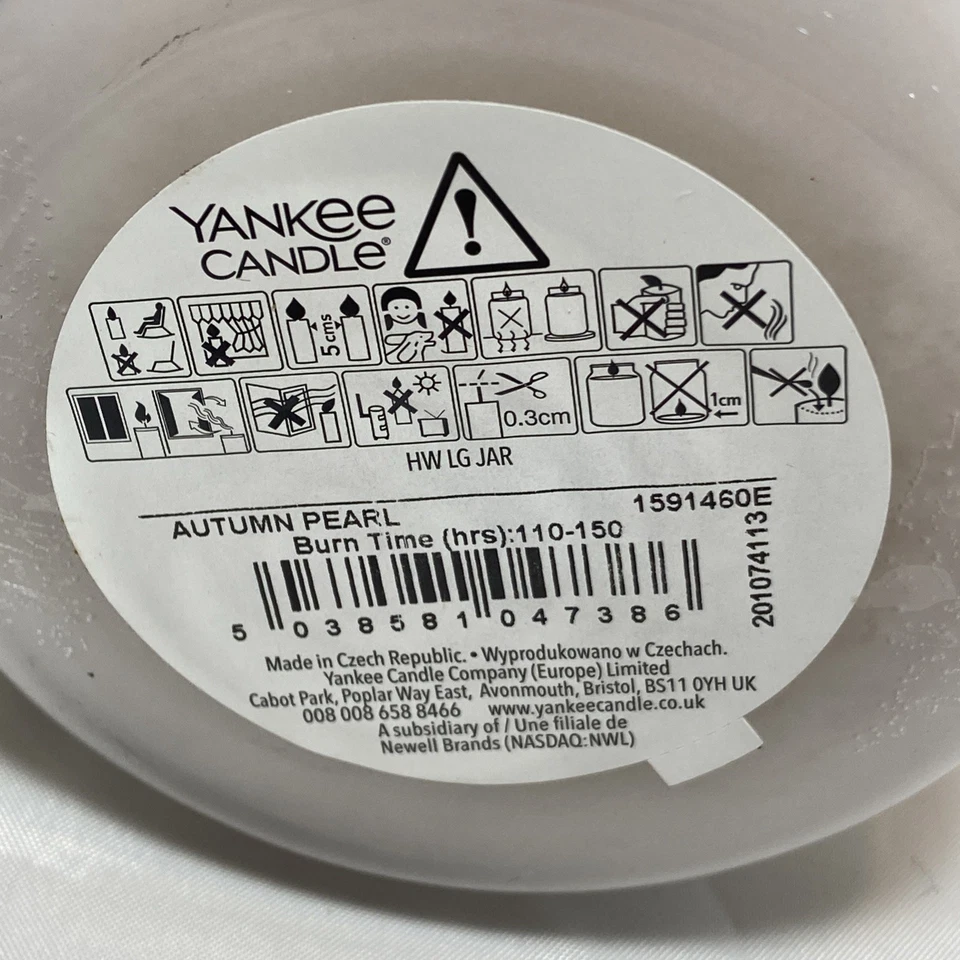 YANKEE
CANDLE®
5 cms
0.3cm
1cm
HW LG JAR
AUTUMN PEARL
1591460E
Burn Time (hrs):110-150
201074113
5 038581 047386
Made in Czech Republic. • Wyprodukowano w Czechach.
Yankee Candle Company (Europe) Limited
Cabot Park, Poplar Way East, Avonmouth, Bristol, BS11 0YH UK
008 008 658 8466 www.yankeecandle.co.uk
A subsidiary of / Une filiale de
Newell Brands (NASDAQ:NWL)